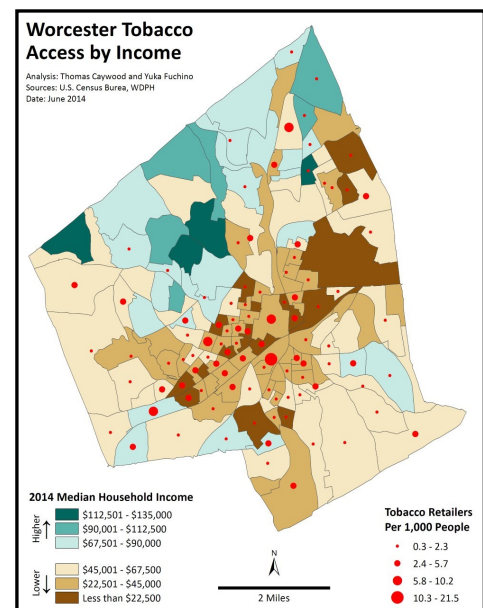 Worcester Tobacco
Access by Income
Analysis: Thomas Caywood and Yuka Fuchino
Sources: U.S. Census Burea, WDPH
Date: June 2014
2014 Median Household Income
Higher
$112,501 - $135,000
$90,001 - $112,500
$67,501 - $90,000
Lower
$45,001 - $67,500
$22,501 - $45,000
Less than $22,500
N
2 Miles
Tobacco Retailers
Per 1,000 People
0.3 - 2.3
2.4 - 5.7
5.8 - 10.2
10.3 - 21.5